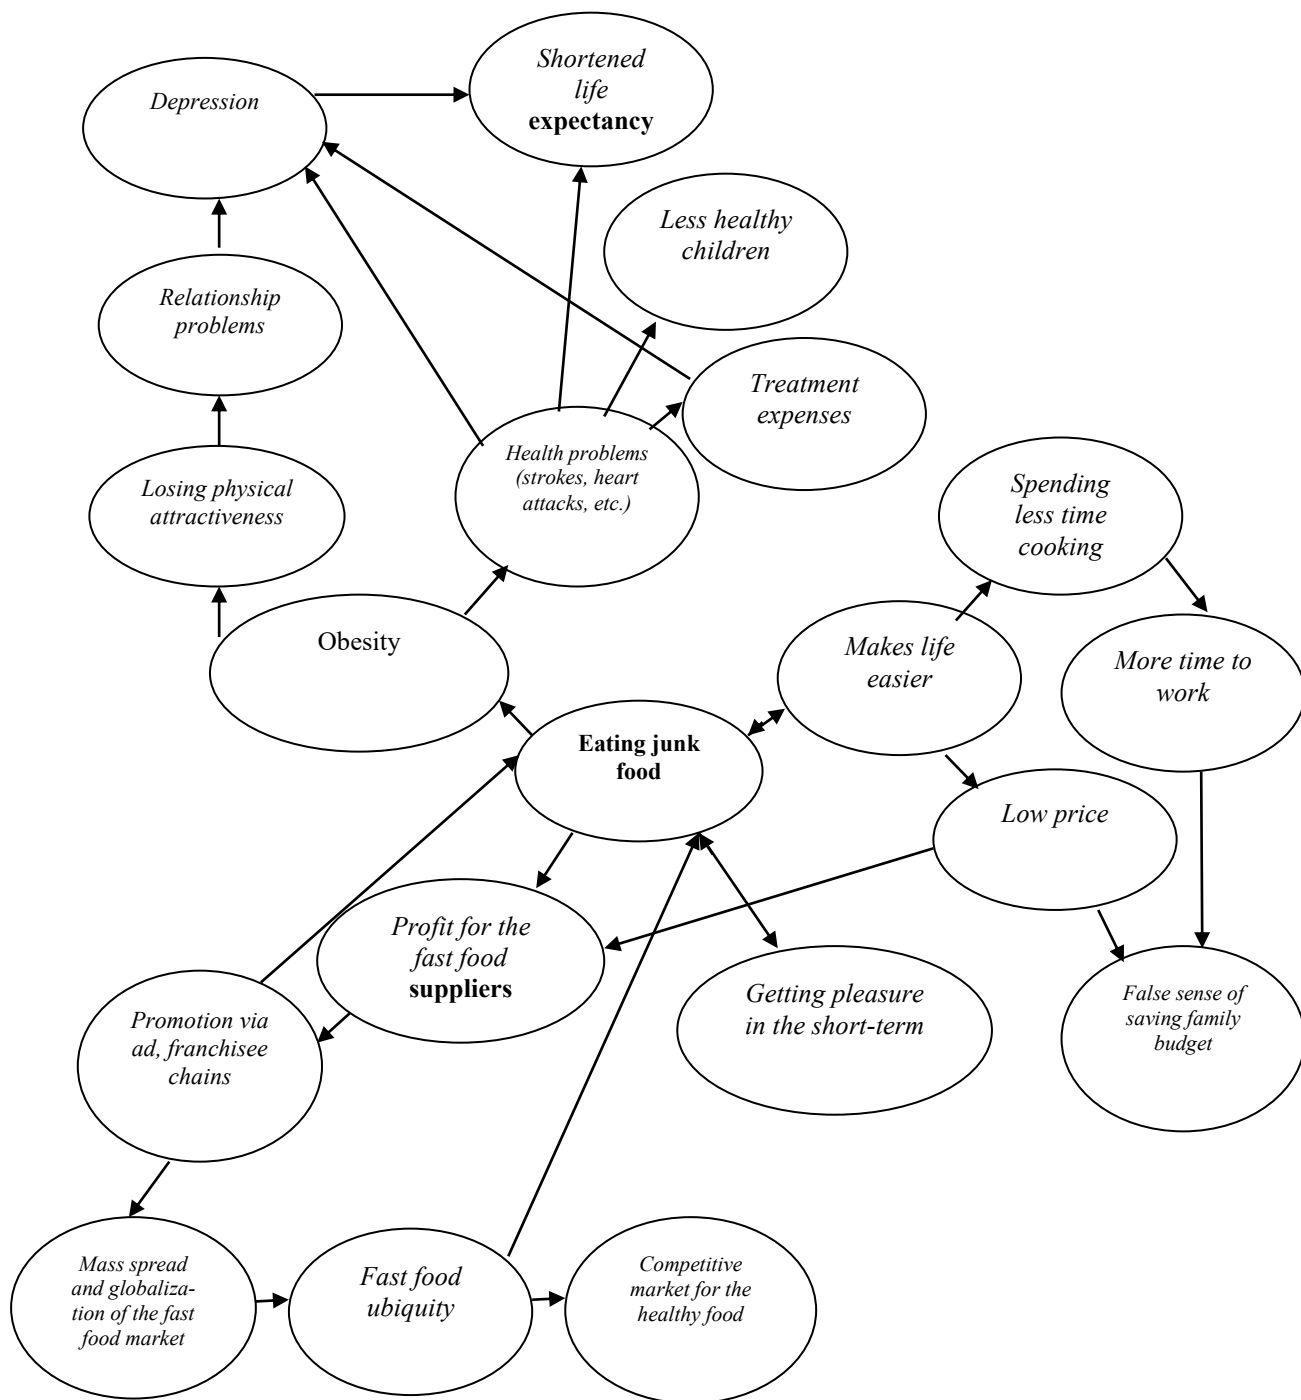 Shortened
life
expectancy
Depression
Less healthy
children
Relationship
problems
Treatment
expenses
Health problems
(strokes, heart
attacks, etc.)
Losing physical
attractiveness
Spending
less time
cooking
Obesity
Makes life
easier
More time to
work
Eating junk
food
Low price
Profit for the
fast food
suppliers
Getting pleasure
in the short-term
False sense of
saving family
budget
Promotion via
ad, franchisee
chains
Mass spread
and globaliza-
tion of the fast
food market
Fast food
ubiquity
Competitive
market for the
healthy food